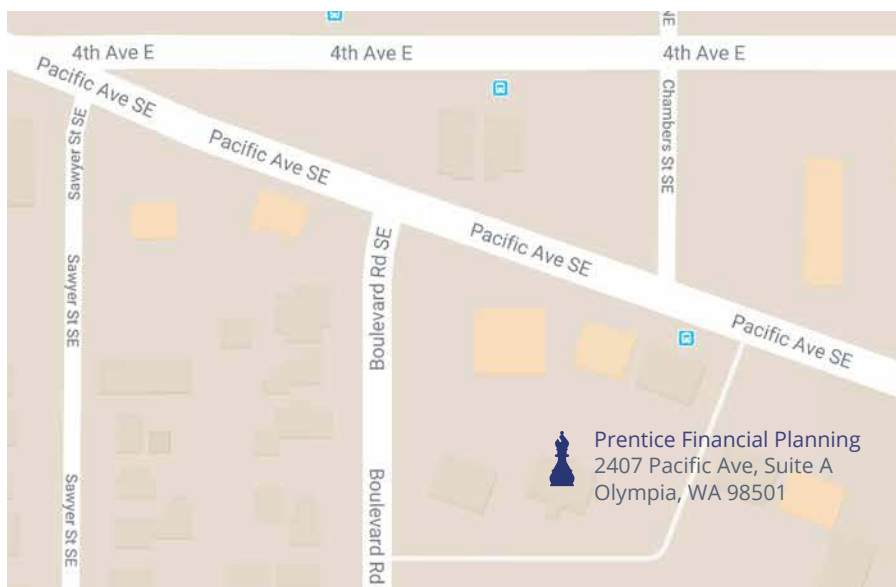 NE
4th Ave E
4th Ave E
4th Ave E
Pacific Ave SE
Sawyer St SE
Chambers St SE
Pacific Ave SE
Pacific Ave SE
Boulevard Rd SE
Sawyer St SE
Pacific Ave SE
Prentice Financial Planning
2407 Pacific Ave, Suite A
Olympia, WA 98501
Sawyer St SE
Boulevard Rd